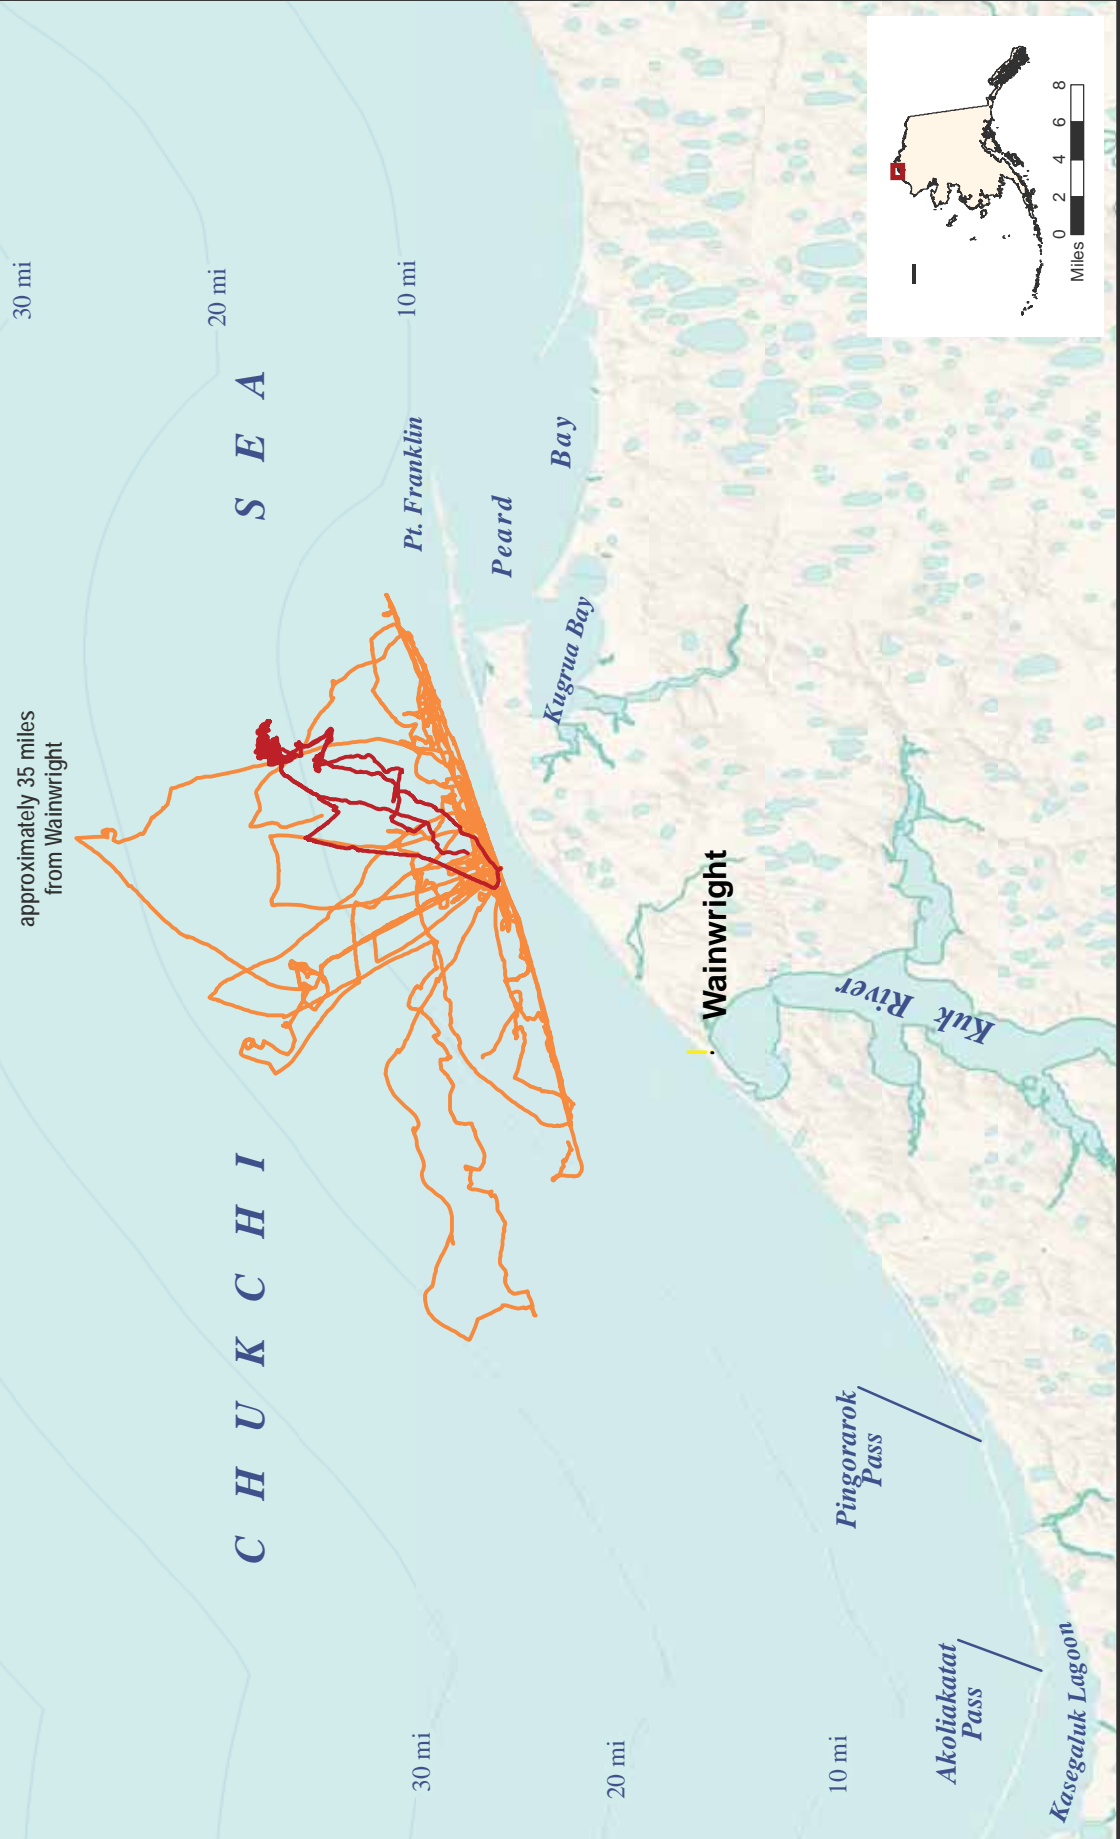 approximately 35 miles
from Wainwright
30 mi
20 mi
10 mi
CHUKCHI SEA
Pt. Franklin
Peard
Bay
Kugrua Bay
Wainwright
Kuk River
Pingorarok
Pass
Akoliakatat
Pass
Kasegaluk Lagoon
30 mi
20 mi
10 mi
0 2 4 6 8
Miles